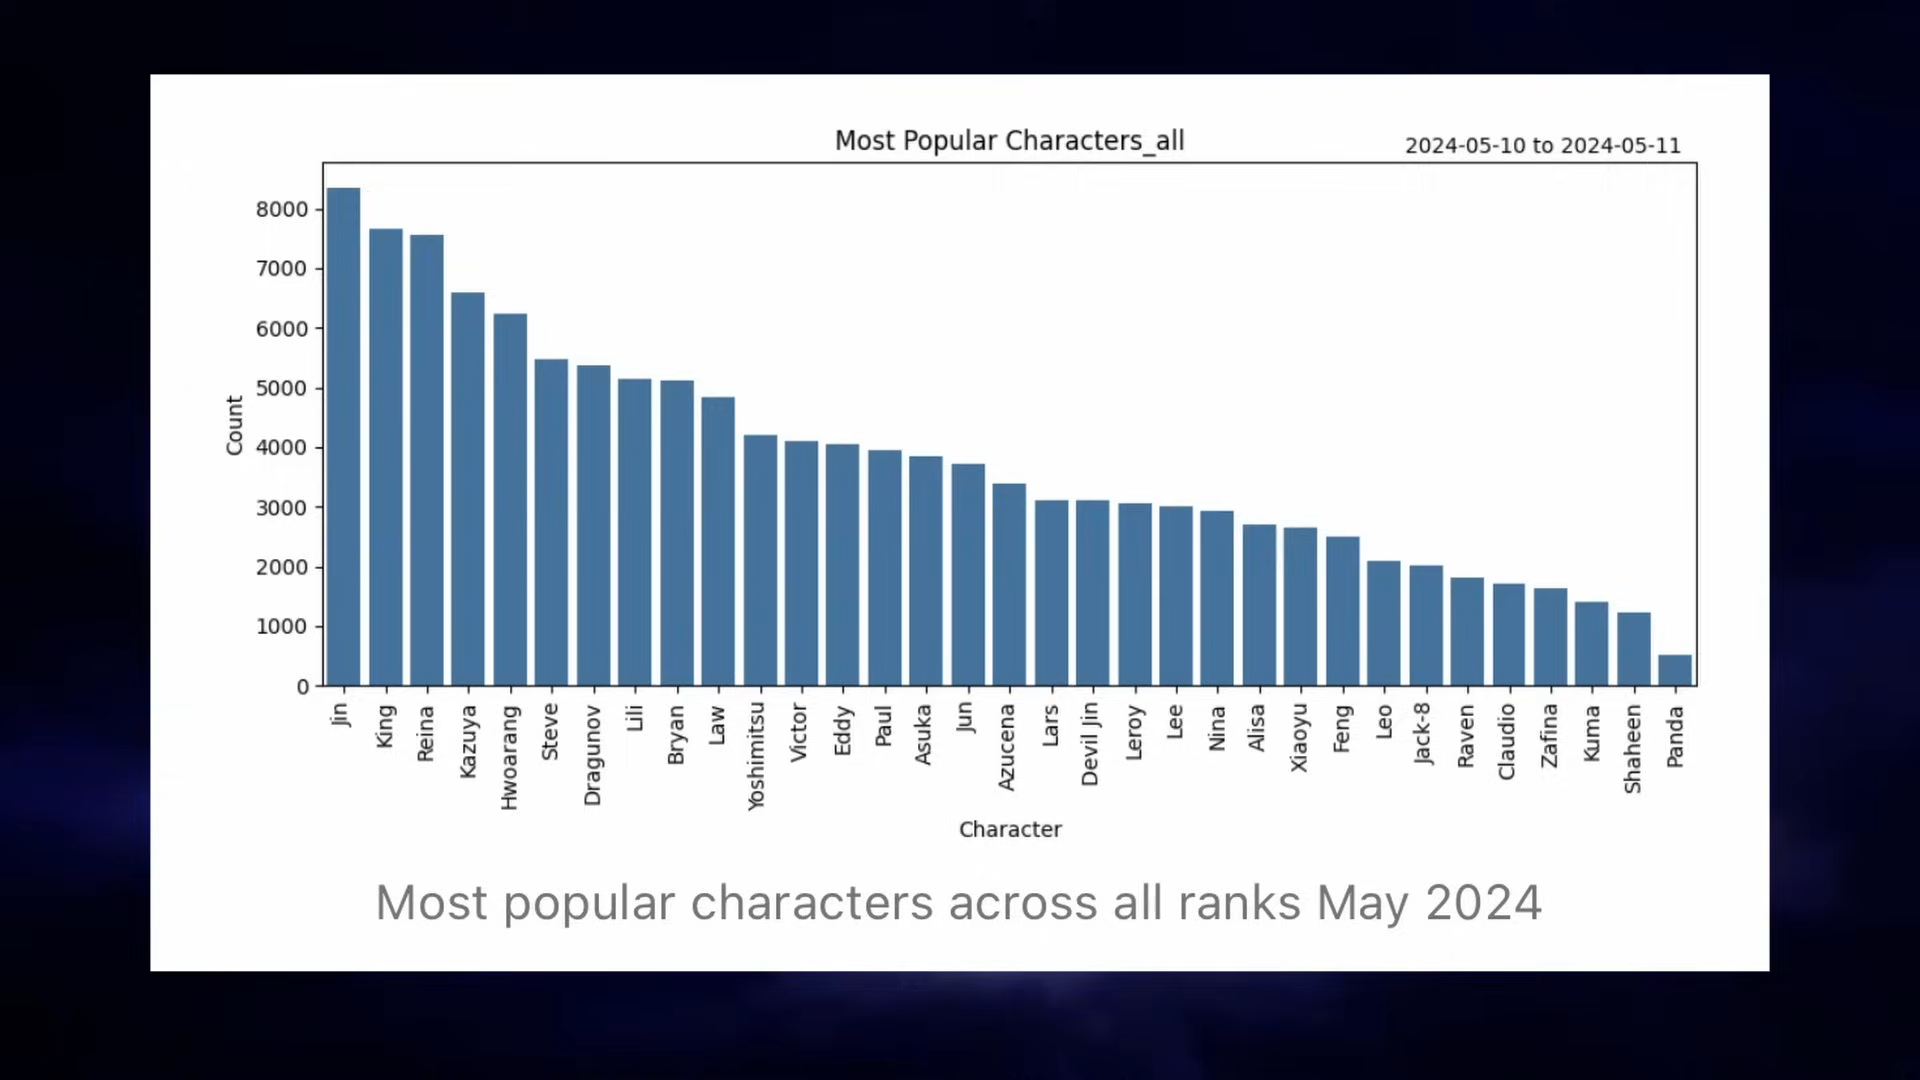 Most Popular Characters_all
2024-05-10 to 2024-05-11
8000
7000
6000
5000
4000
3000
2000
1000
0
Count
Jin
King
Reina
Kazuya
Hwoarang
Steve
Dragunov
Lili
Bryan
Law
Yoshimitsu
Victor
Eddy
Paul
Asuka
Jun
Azucena
Lars
Devil Jin
Leroy
Lee
Nina
Alisa
Xiaoyu
Feng
Leo
Jack-8
Raven
Claudio
Zafina
Kuma
Shaheen
Panda
Character
Most popular characters across all ranks May 2024